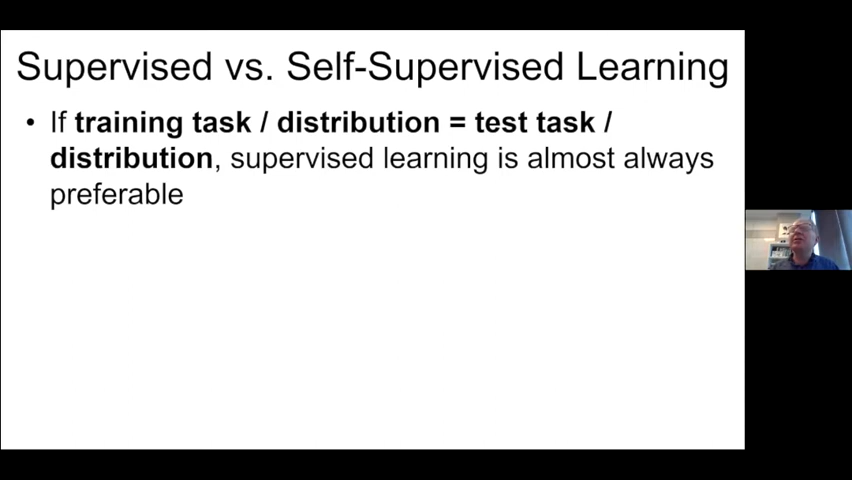 Supervised vs. Self-Supervised Learning
• If training task / distribution = test task /
distribution, supervised learning is almost always
preferable